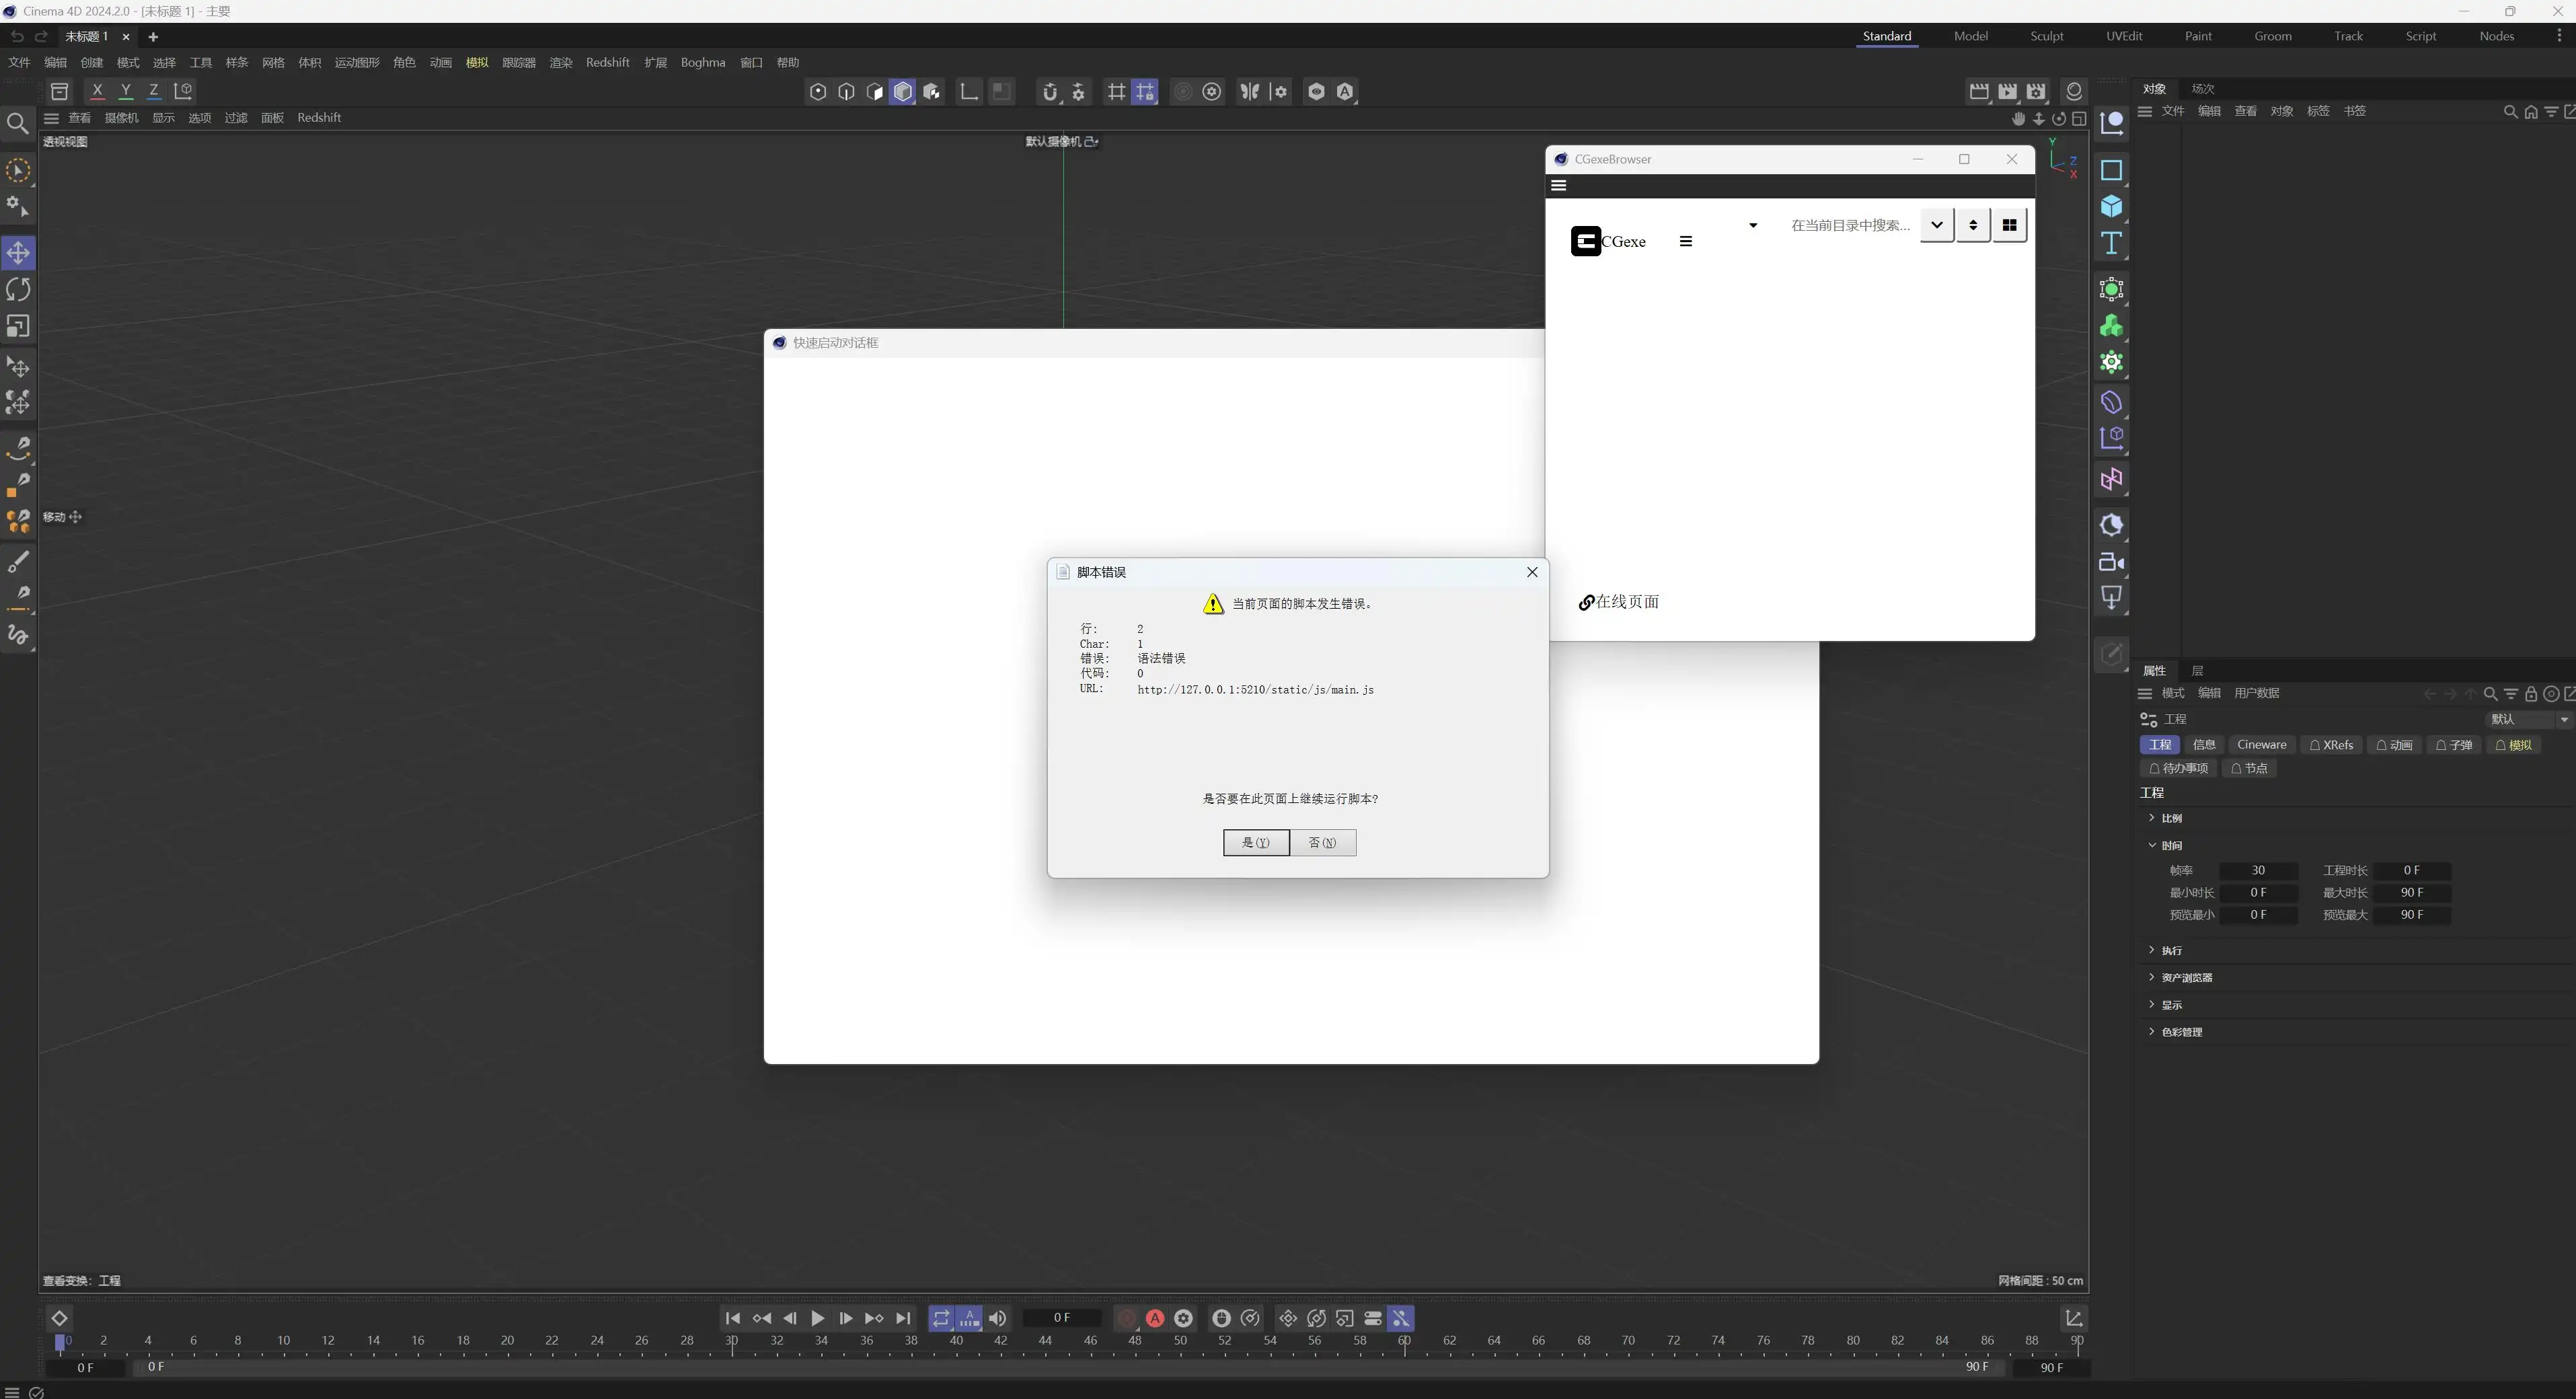 Cinema 4D 2024.2.0 - [未标题 1] - 主要
未标题 1
Standard Model Sculpt UVEdit Paint Groom Track Script Nodes
文件 编辑 创建 模式 选择 工具 样条 网格 体积 运动图形 角色 动画 模拟 跟踪器 渲染 Redshift 扩展 Boghma 窗口 帮助
X Y Z
对象 场次
查看 摄像机 显示 选项 过滤 面板 Redshift
文件 编辑 查看 对象 标签 书签
透视视图
默认摄像机
Y
Z
X
CGexeBrowser
CGexe
在当前目录中搜索...
快速启动对话框
移动
脚本错误
当前页面的脚本发生错误。
行: 2
Char: 1
错误: 语法错误
代码: 0
URL: http://127.0.0.1:5210/static/js/main.js
是否要在此页面上继续运行脚本?
是(Y) 否(N)
在线页面
属性 层
模式 编辑 用户数据
工程 默认
工程 信息 Cineware XRefs 动画 子弹 模拟
待办事项 节点
工程
比例
时间
帧率 30 工程时长 0 F
最小时长 0 F 最大时长 90 F
预览最小 0 F 预览最大 90 F
执行
资产浏览器
显示
色彩管理
查看变换: 工程
网格间距 : 50 cm
0 F
0 2 4 6 8 10 12 14 16 18 20 22 24 26 28 30 32 34 36 38 40 42 44 46 48 50 52 54 56 58 60 62 64 66 68 70 72 74 76 78 80 82 84 86 88 90
0 F 0 F 90 F 90 F